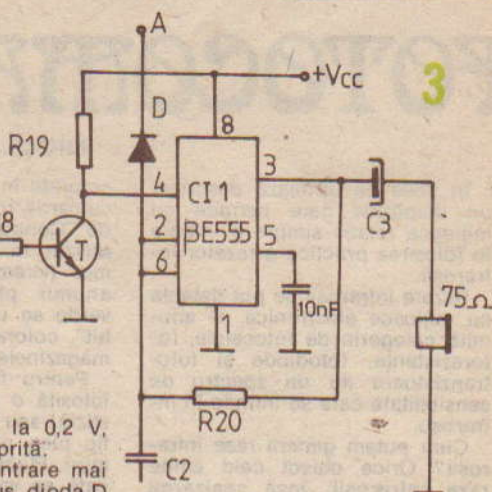 A
+Vcc
3
D
8
R19
3
4
CI
C3
8
BE555
2
5
T
6
75Ω
10nF
1
R20
la 0,2 V,
oprită.
ntrare mai
dioda D
C2